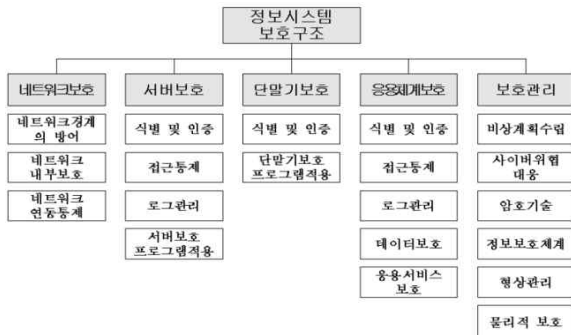 정보시스템
보호구조
네트워크보호
서버보호
단말기보호
응용체계보호
보호관리
네트워크경계
의 방어
네트워크
내부보호
네트워크
연동통제
식별 및 인증
접근통제
로그관리
서버보호
프로그램적용
식별 및 인증
단말기보호
프로그램적용
식별 및 인증
접근통제
로그관리
데이터보호
응용서비스
보호
비상계획수립
사이버위협
대응
암호기술
정보보호체계
형상관리
물리적 보호